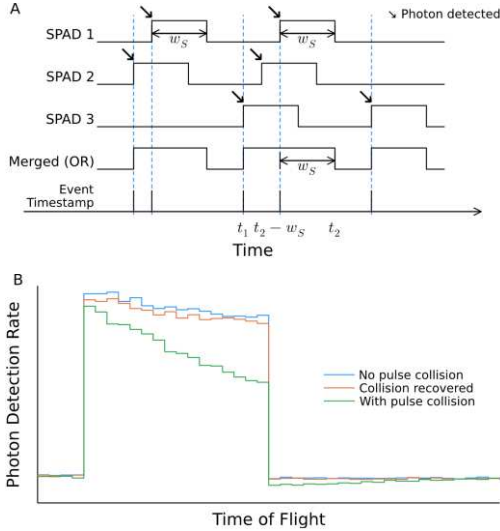 A
↘ Photon detected
SPAD 1
w_S
w_S
SPAD 2
SPAD 3
Merged (OR)
w_S
Event
Timestamp
t_1 t_2 − w_S t_2
Time
B
Photon Detection Rate
No pulse collision
Collision recovered
With pulse collision
Time of Flight